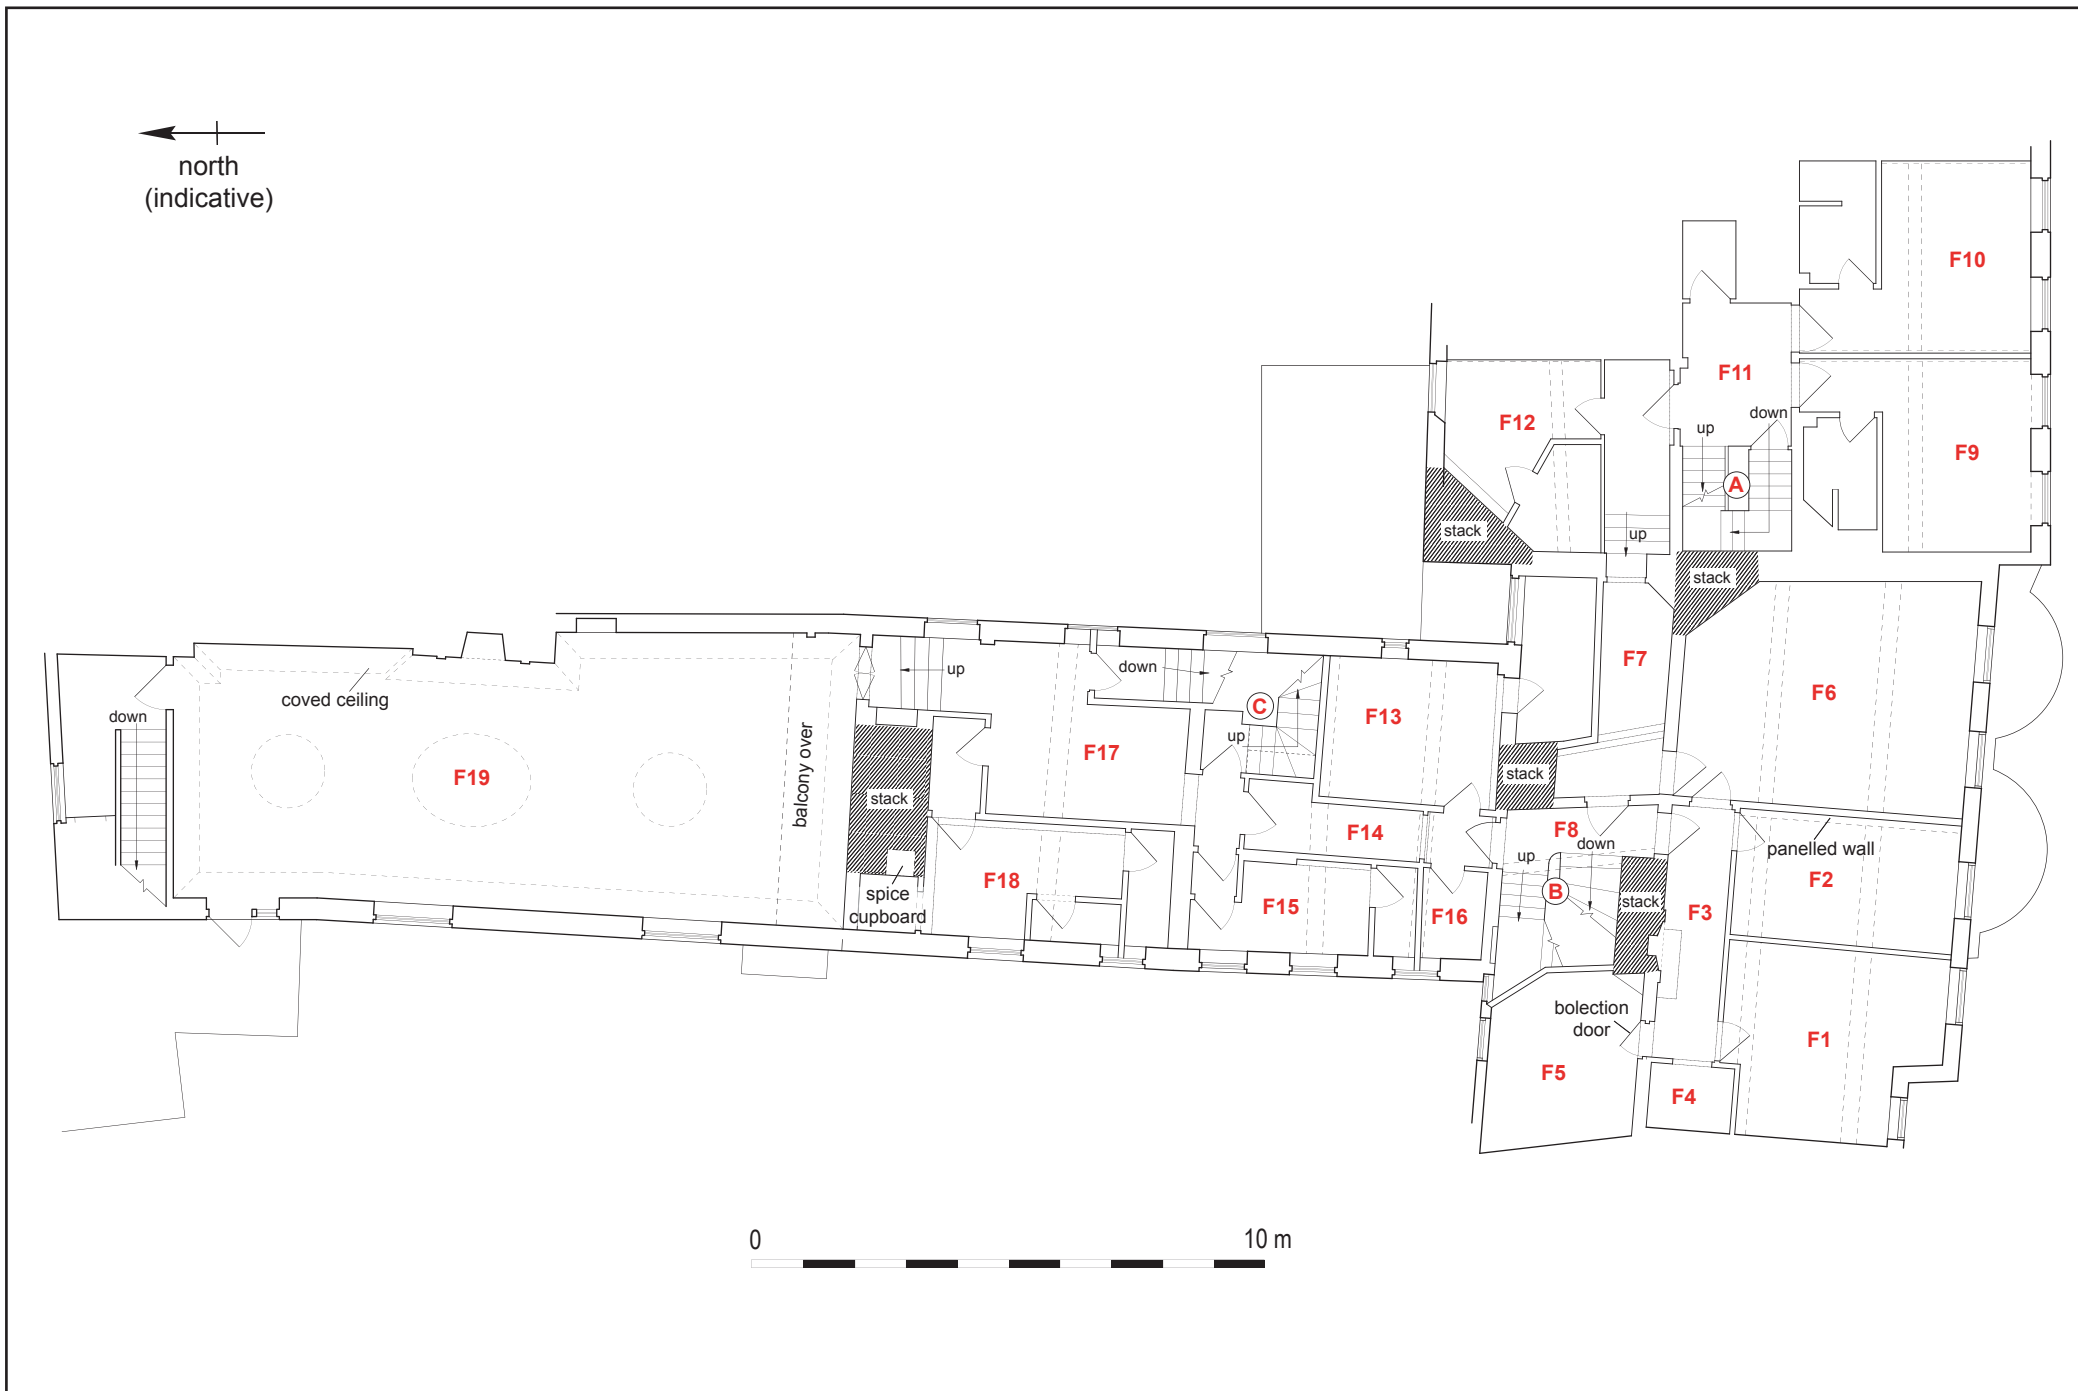 north
(indicative)
F10
F11
down
up
F12
F9
A
stack
up
stack
F7
F6
coved ceiling
up
down
C
F13
down
up
F17
F19
balcony over
stack
stack
F14
F8
panelled wall
down
up
F18
spice
cupboard
B
F2
stack
F15
F16
F3
bolection
door
F1
F5
F4
0
10 m